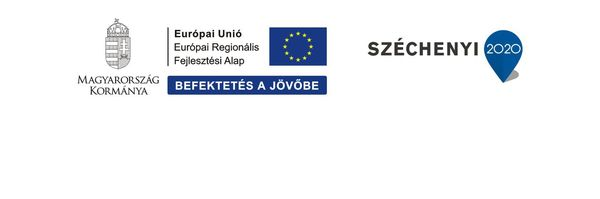 MAGYARORSZÁG
KORMÁNYA
Európai Unió
Európai Regionális
Fejlesztési Alap
BEFEKTETÉS A JÖVŐBE
SZÉCHENYI 2020